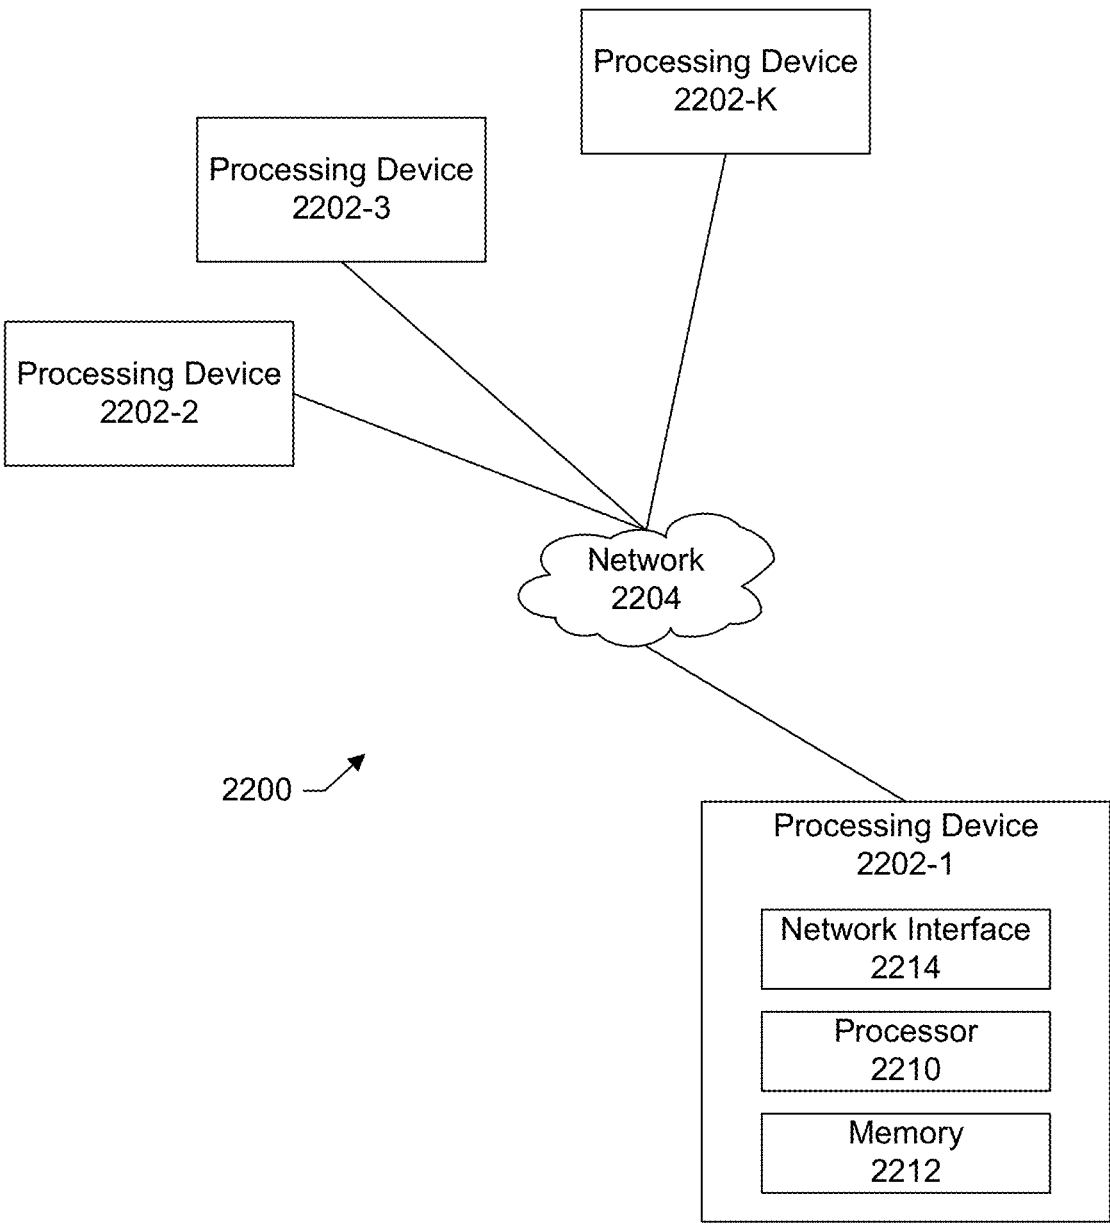 Processing Device
2202-K
Processing Device
2202-3
Processing Device
2202-2
Network
2204
2200
Processing Device
2202-1
Network Interface
2214
Processor
2210
Memory
2212